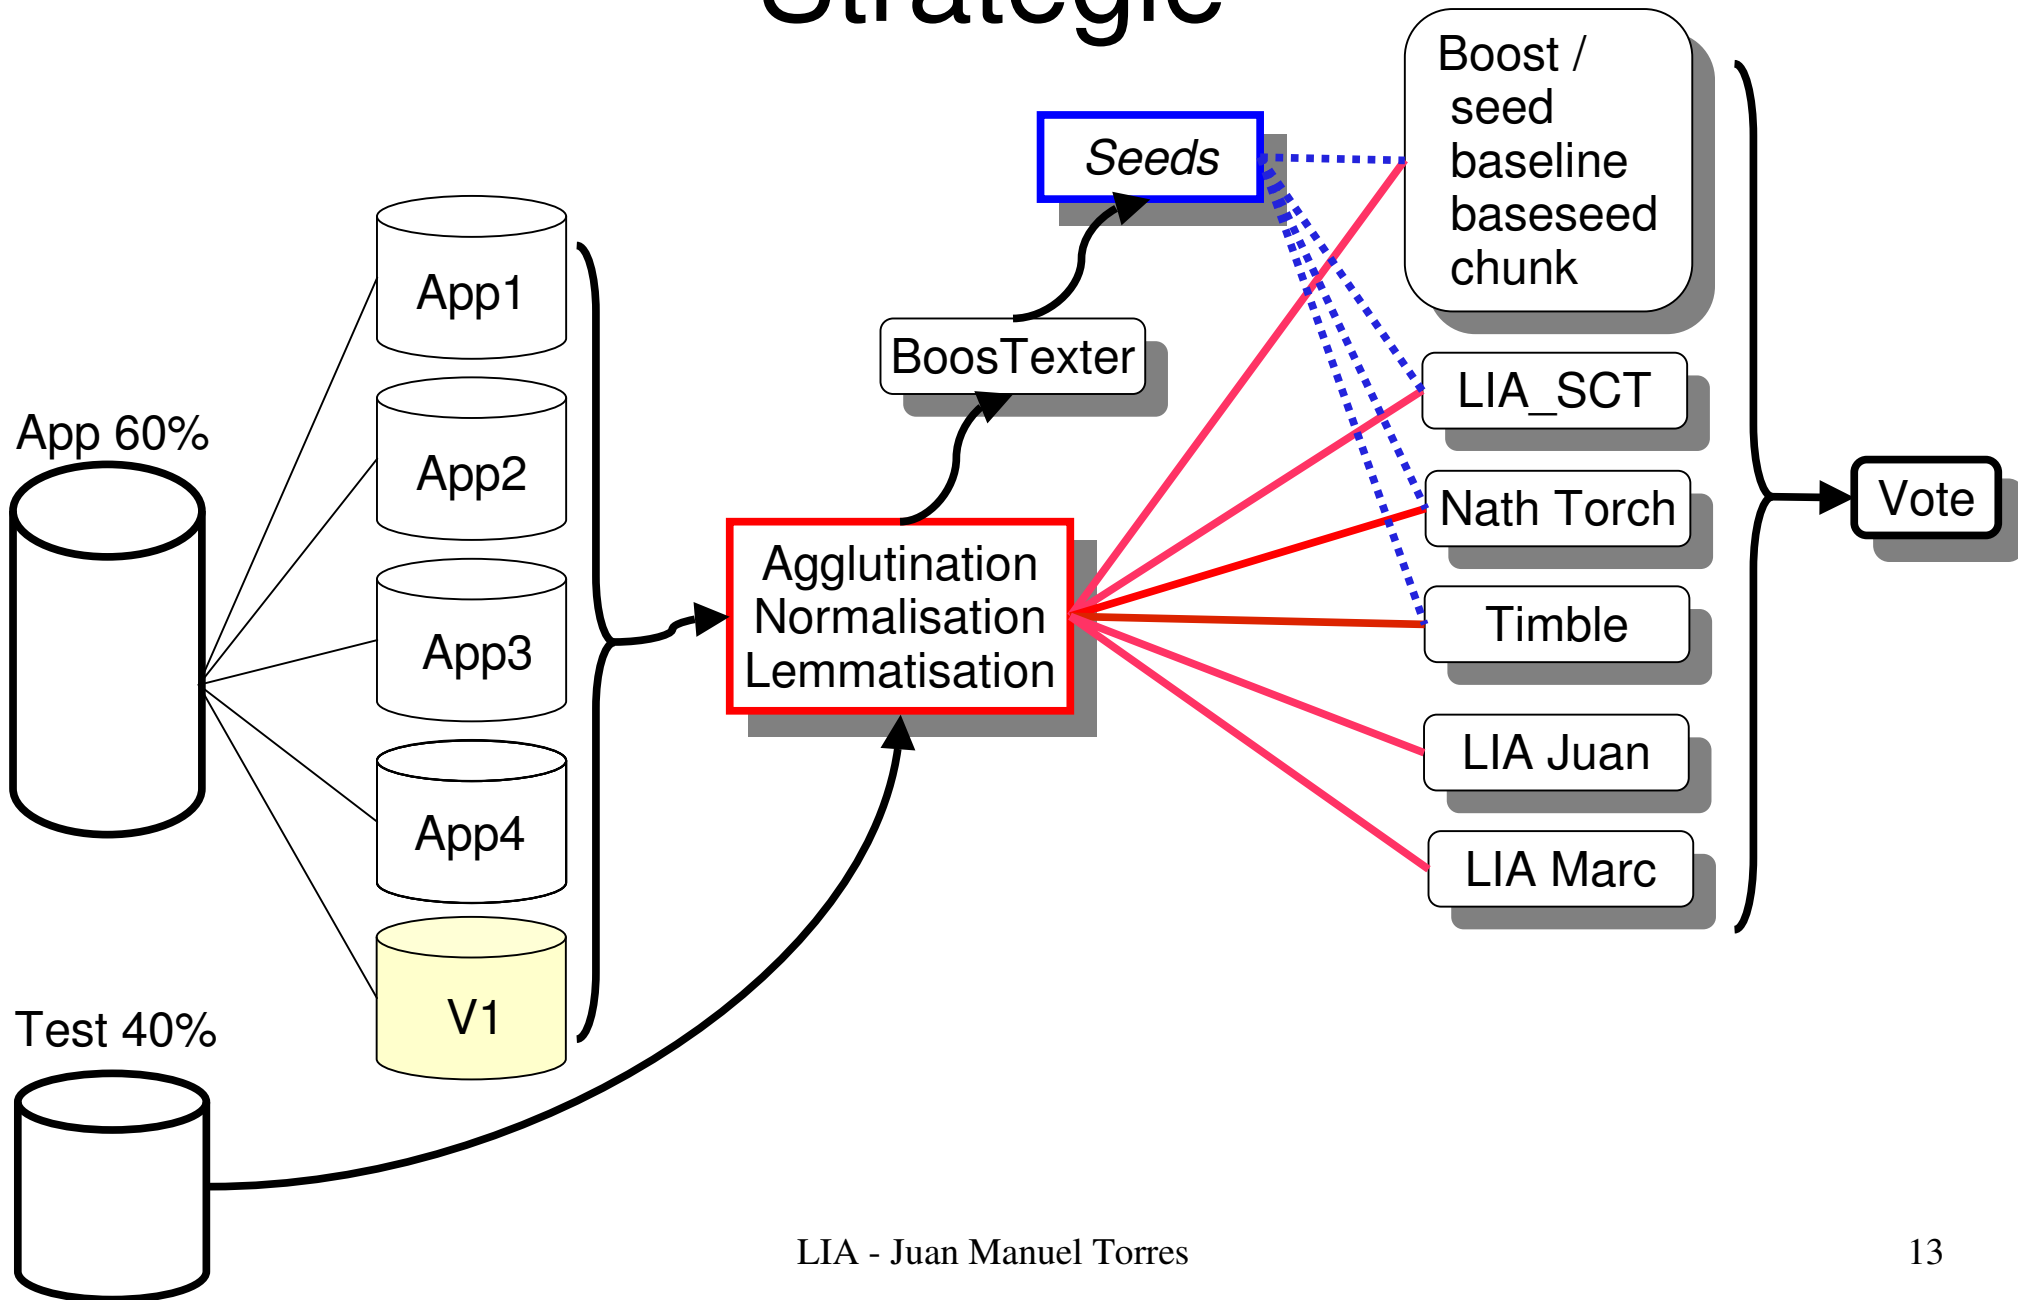 Strategie
App 60%
App1
App2
App3
App4
V1
Test 40%
Agglutination
Normalisation
Lemmatisation
BoosTexter
Seeds
Boost /
seed
baseline
baseseed
chunk
LIA_SCT
Nath Torch
Timble
LIA Juan
LIA Marc
Vote
LIA - Juan Manuel Torres
13